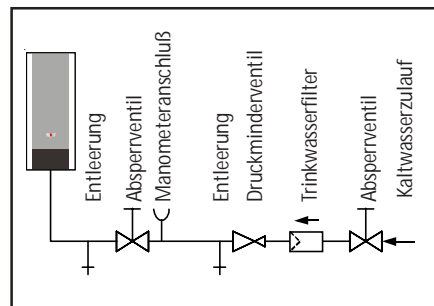 Entleerung
Absperrventil
Manometeranschluß
Entleerung
Druckminderventil
Trinkwasserfilter
Absperrventil
Kaltwasserzulauf